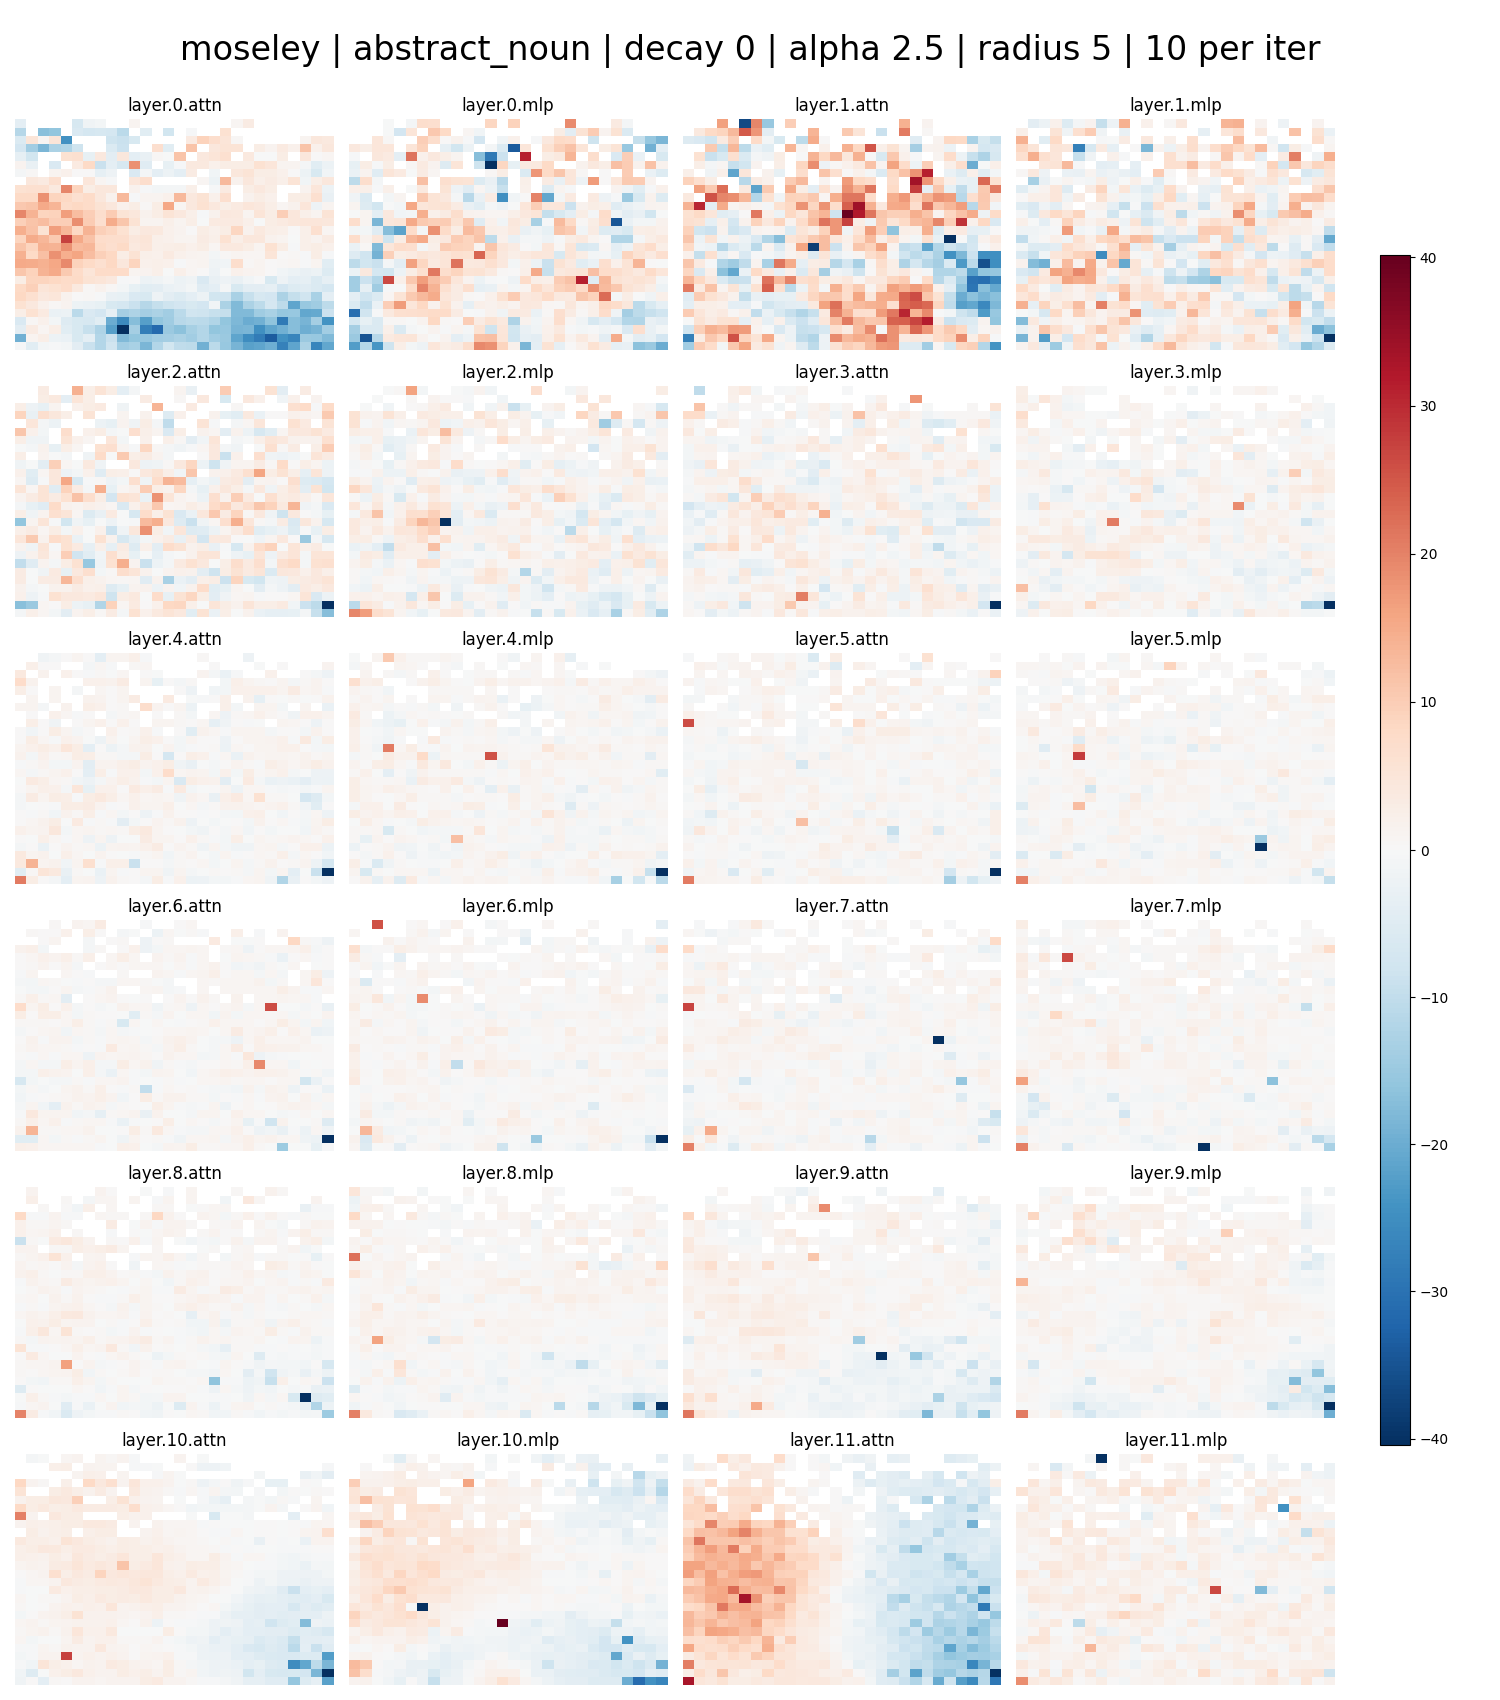 moseley | abstract_noun | decay 0 | alpha 2.5 | radius 5 | 10 per iter
layer.0.attn layer.0.mlp layer.1.attn layer.1.mlp
layer.2.attn layer.2.mlp layer.3.attn layer.3.mlp
layer.4.attn layer.4.mlp layer.5.attn layer.5.mlp
layer.6.attn layer.6.mlp layer.7.attn layer.7.mlp
layer.8.attn layer.8.mlp layer.9.attn layer.9.mlp
layer.10.attn layer.10.mlp layer.11.attn layer.11.mlp
40
30
20
10
0
−10
−20
−30
−40